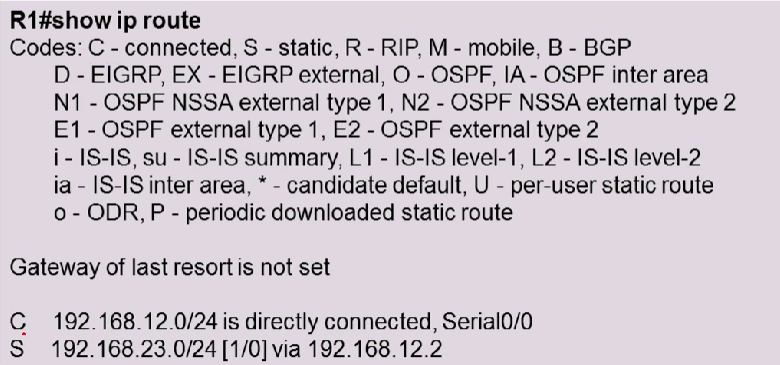 R1#show ip route
Codes: C - connected, S - static, R - RIP, M - mobile, B - BGP
D - EIGRP, EX - EIGRP external, O - OSPF, IA - OSPF inter area
N1 - OSPF NSSA external type 1, N2 - OSPF NSSA external type 2
E1 - OSPF external type 1, E2 - OSPF external type 2
i - IS-IS, su - IS-IS summary, L1 - IS-IS level-1, L2 - IS-IS level-2
ia - IS-IS inter area, * - candidate default, U - per-user static route
o - ODR, P - periodic downloaded static route
Gateway of last resort is not set
C 192.168.12.0/24 is directly connected, Serial0/0
S 192.168.23.0/24 [1/0] via 192.168.12.2